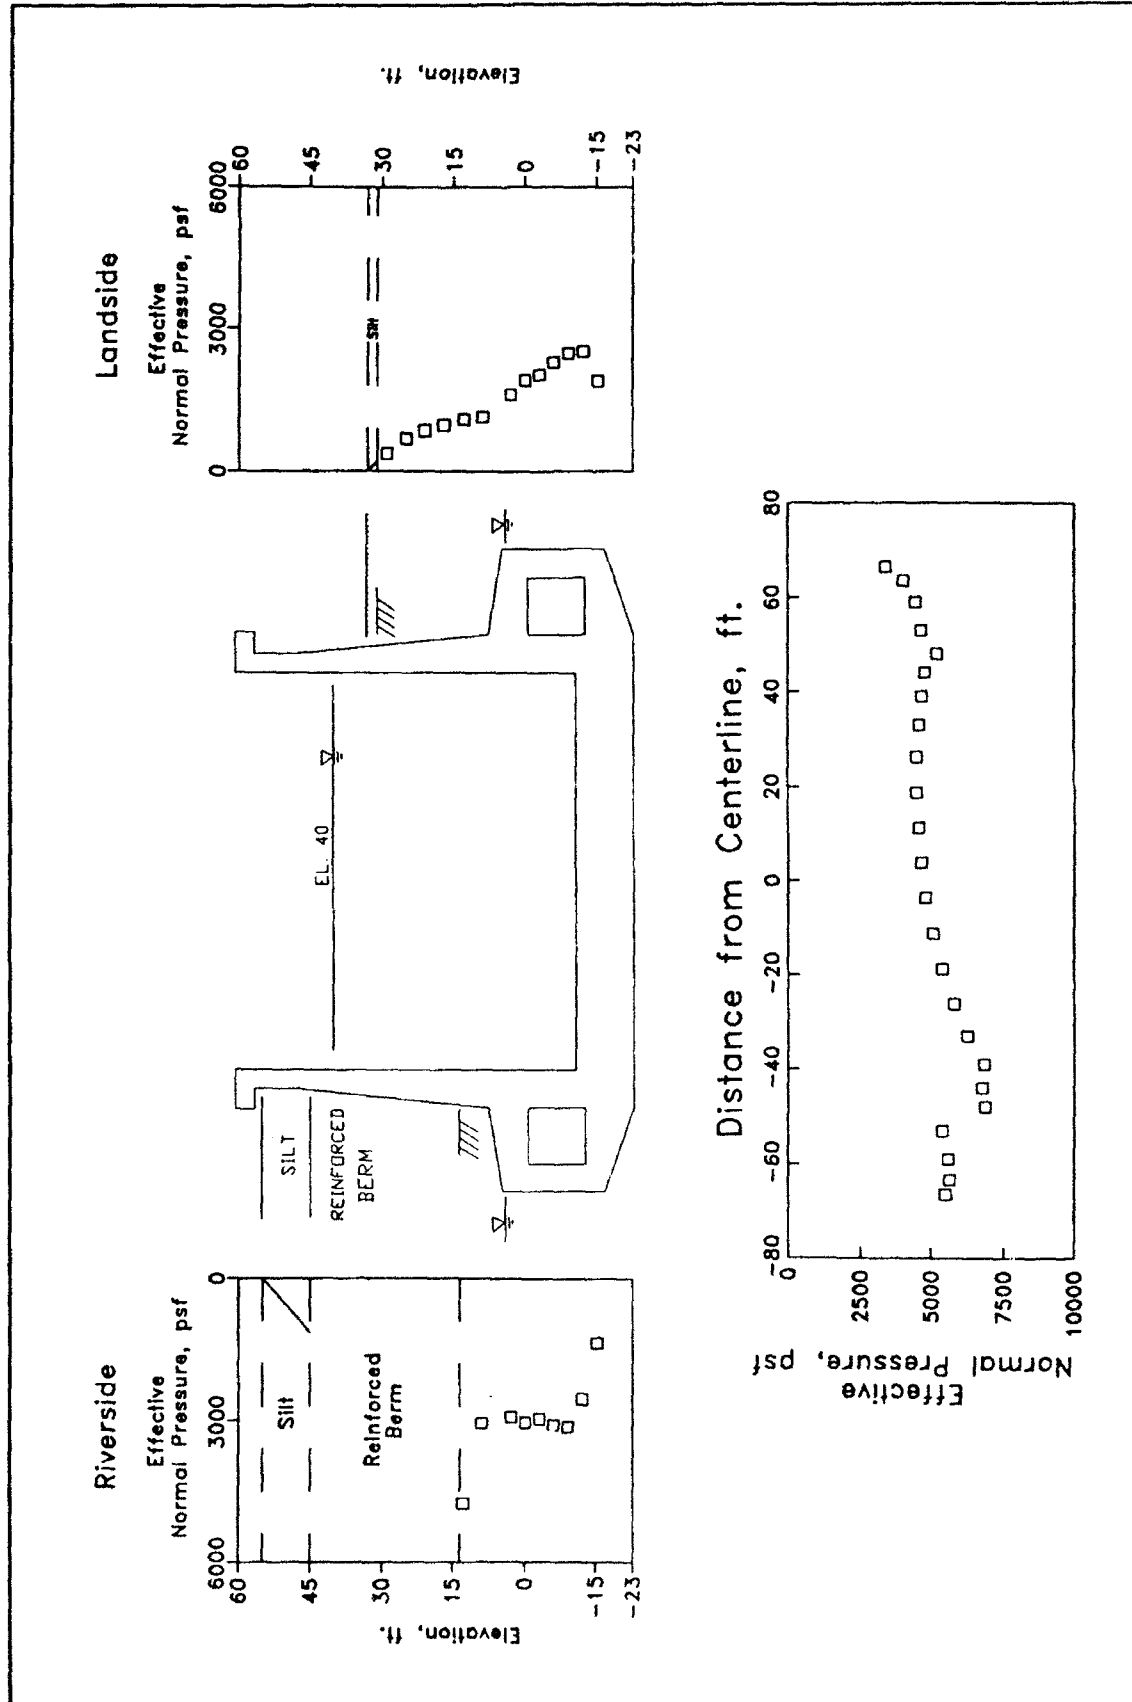 Riverside
Effective
Normal Pressure, psf
6000
3000
0
60
45
30
15
0
-15
-23
Elevation, ft.
Silt
Reinforced
Berm
SILT
REINFORCED
BERM
EL. 40
Landside
Effective
Normal Pressure, psf
0
3000
6000
60
45
30
15
0
-15
-23
Elevation, ft.
Silt
Distance from Centerline, ft.
-80
-60
-40
-20
0
20
40
60
80
0
2500
5000
7500
10000
Effective
Normal Pressure, psf